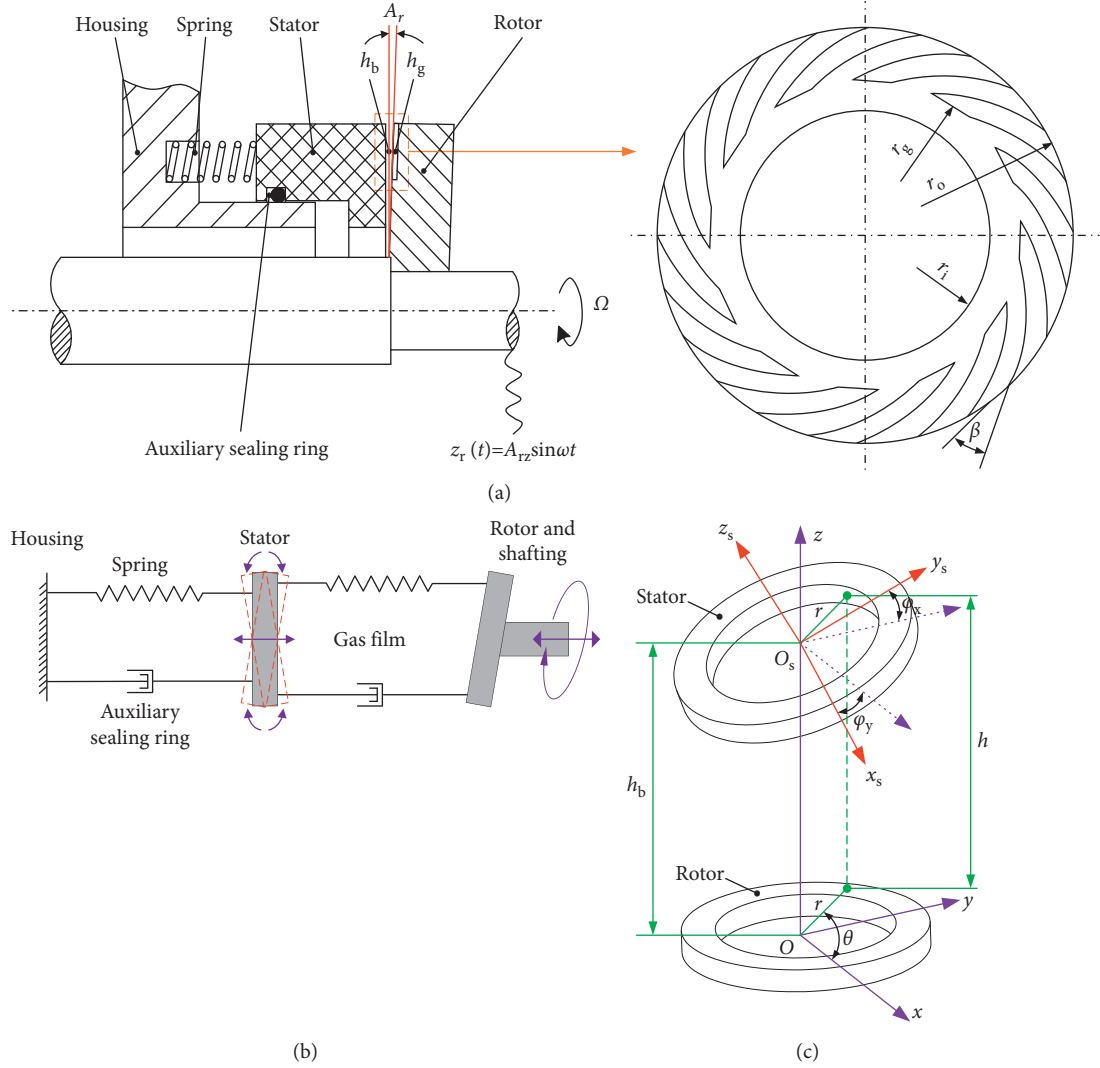 Housing
Spring
Stator
A_r
Rotor
h_b
h_g
Ω
Auxiliary sealing ring
z_r (t)=A_rz sinωt
r_g
r_o
r_i
β
(a)
Housing
Spring
Stator
Rotor and
shafting
Gas film
Auxiliary
sealing ring
(b)
z_s
z
y_s
Stator
r
φ_x
O_s
φ_y
x_s
h_b
h
Rotor
r
y
O
θ
x
(c)